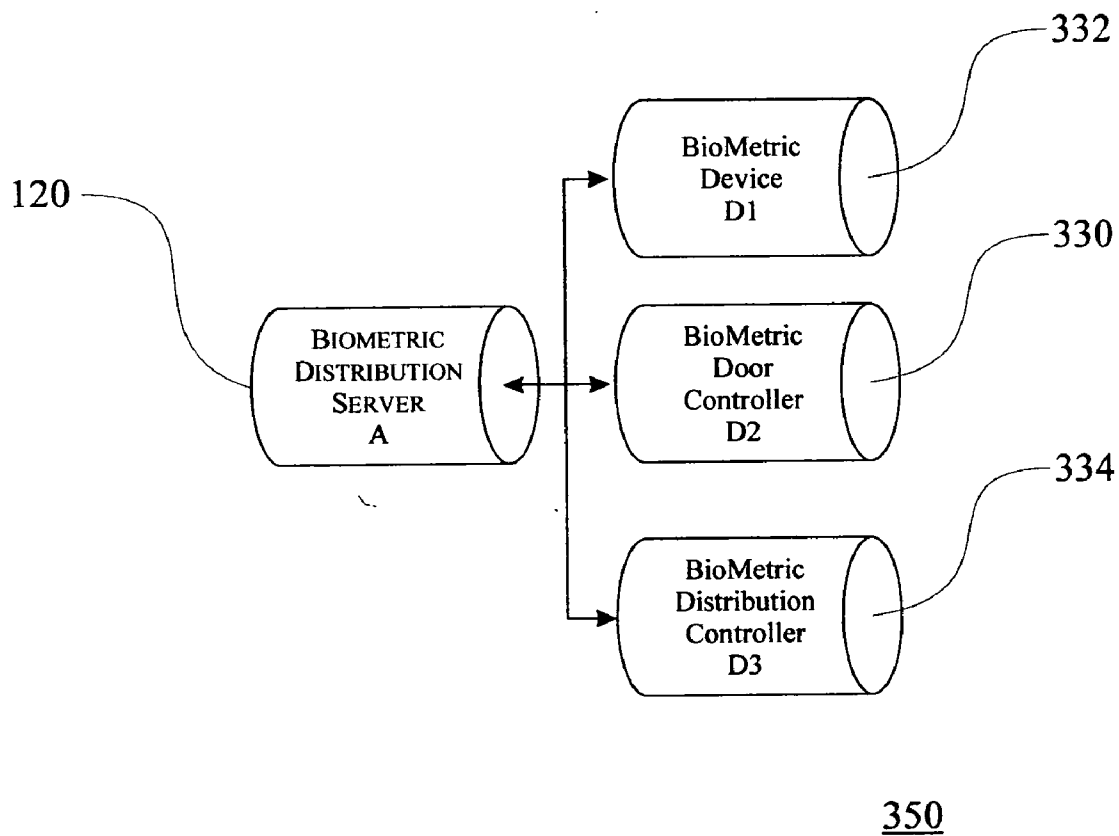 332
BioMetric
Device
D1
120
330
BIOMETRIC
DISTRIBUTION
SERVER
A
BioMetric
Door
Controller
D2
334
BioMetric
Distribution
Controller
D3
350